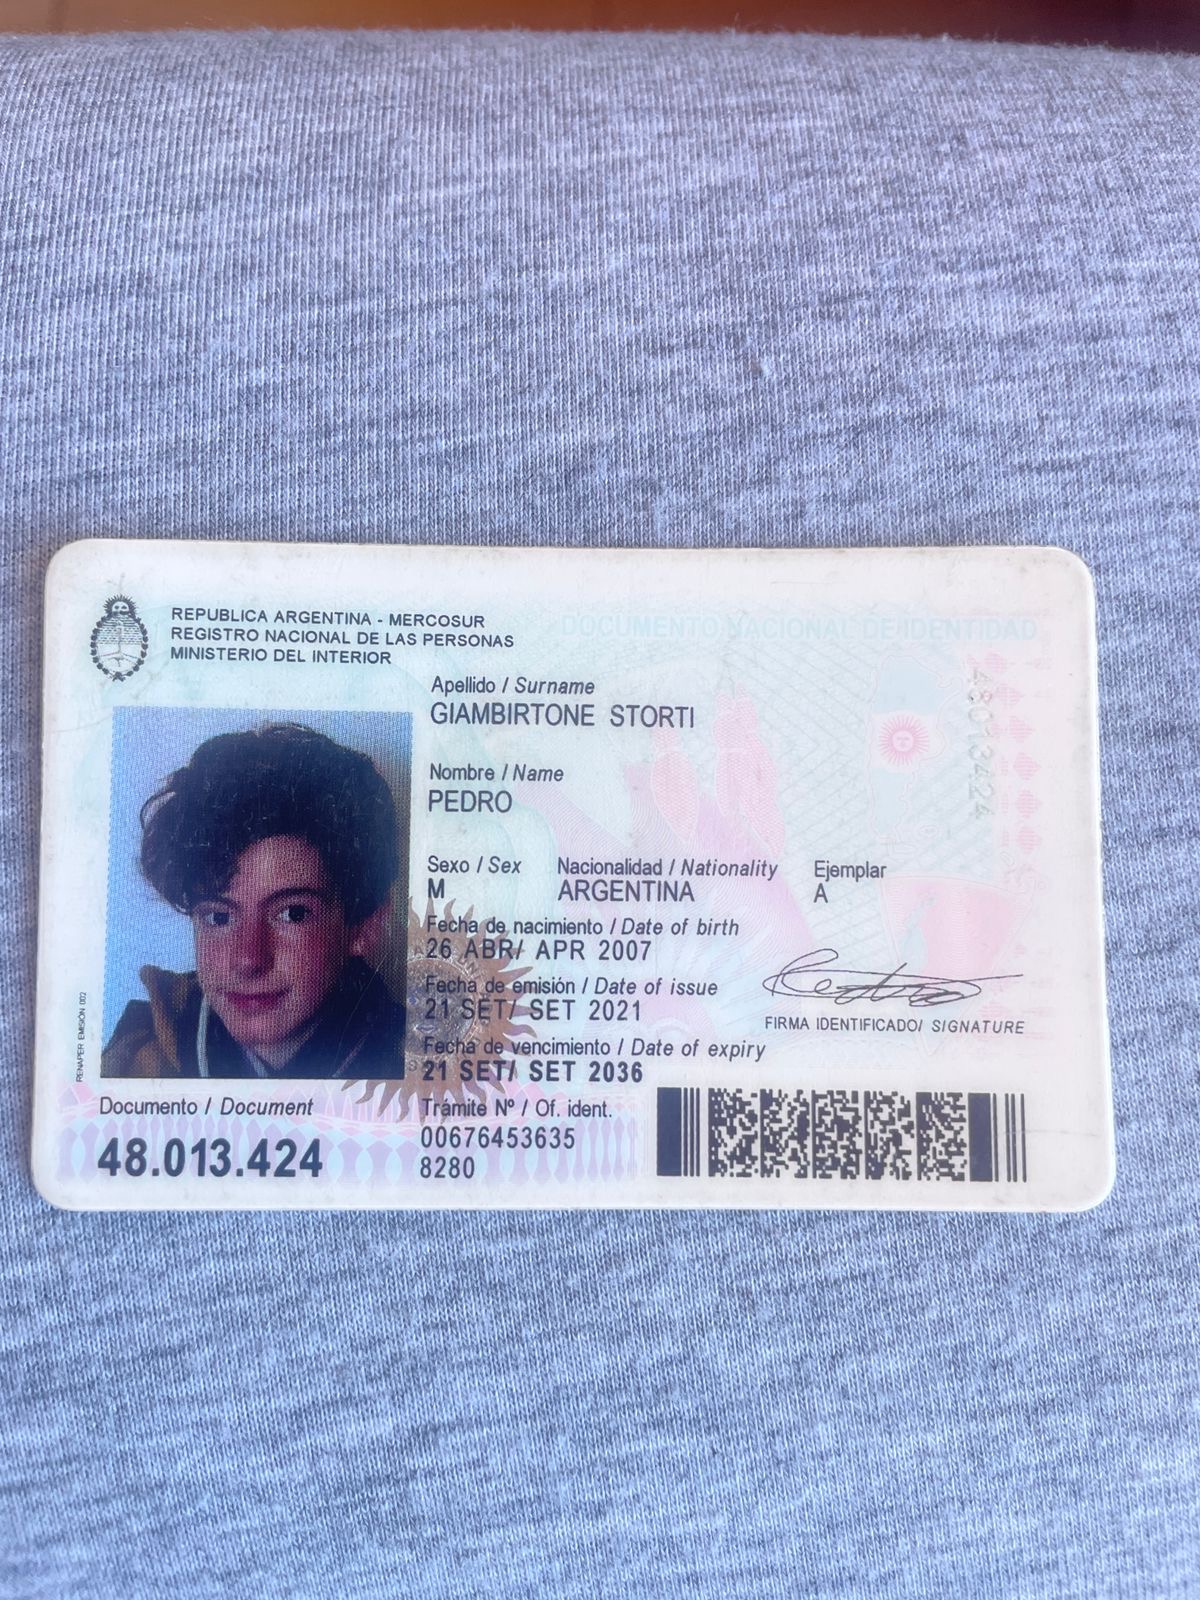 REPUBLICA ARGENTINA - MERCOSUR
REGISTRO NACIONAL DE LAS PERSONAS
MINISTERIO DEL INTERIOR
DOCUMENTO NACIONAL DE IDENTIDAD
Apellido / Surname
GIAMBIRTONE STORTI
Nombre / Name
PEDRO
Sexo / Sex Nacionalidad / Nationality Ejemplar
M ARGENTINA A
Fecha de nacimiento / Date of birth
26 ABR/ APR 2007
Fecha de emisión / Date of issue
21 SET/ SET 2021
FIRMA IDENTIFICADO/ SIGNATURE
Fecha de vencimiento / Date of expiry
21 SET/ SET 2036
Documento / Document
48.013.424
Trámite Nº / Of. ident.
00676453635
8280
48013424
RENAPER EMISIÓN 002